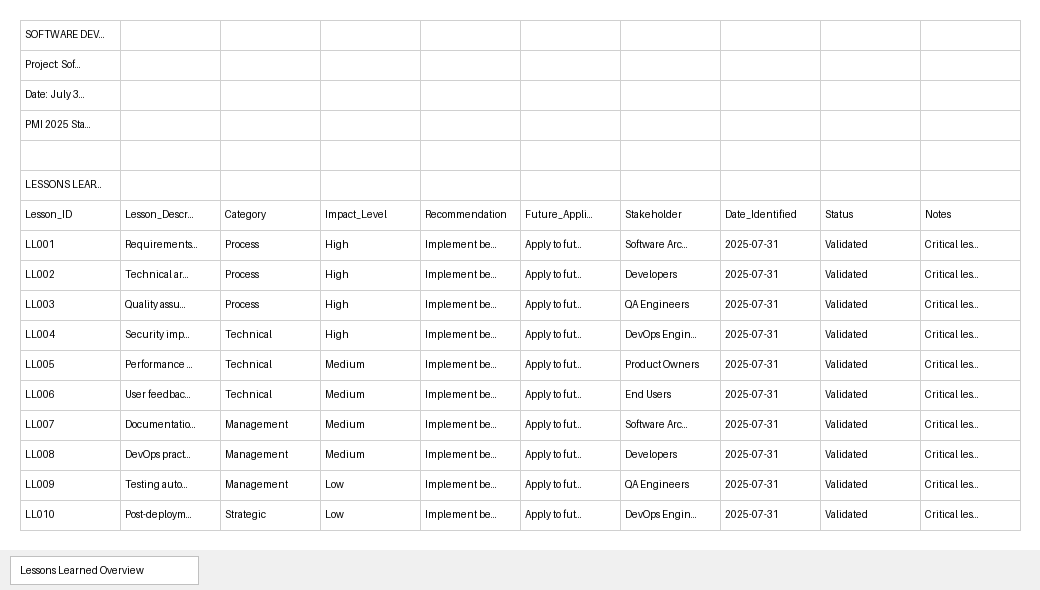 SOFTWARE DEV...
Project: Sof...
Date: July 3...
PMI 2025 Sta...
LESSONS LEAR...
Lesson_ID Lesson_Descr... Category Impact_Level Recommendation Future_Appli... Stakeholder Date_Identified Status Notes
LL001 Requirements... Process High Implement be... Apply to fut... Software Arc... 2025-07-31 Validated Critical les...
LL002 Technical ar... Process High Implement be... Apply to fut... Developers 2025-07-31 Validated Critical les...
LL003 Quality assu... Process High Implement be... Apply to fut... QA Engineers 2025-07-31 Validated Critical les...
LL004 Security imp... Technical High Implement be... Apply to fut... DevOps Engin... 2025-07-31 Validated Critical les...
LL005 Performance ... Technical Medium Implement be... Apply to fut... Product Owners 2025-07-31 Validated Critical les...
LL006 User feedbac... Technical Medium Implement be... Apply to fut... End Users 2025-07-31 Validated Critical les...
LL007 Documentatio... Management Medium Implement be... Apply to fut... Software Arc... 2025-07-31 Validated Critical les...
LL008 DevOps pract... Management Medium Implement be... Apply to fut... Developers 2025-07-31 Validated Critical les...
LL009 Testing auto... Management Low Implement be... Apply to fut... QA Engineers 2025-07-31 Validated Critical les...
LL010 Post-deploym... Strategic Low Implement be... Apply to fut... DevOps Engin... 2025-07-31 Validated Critical les...
Lessons Learned Overview